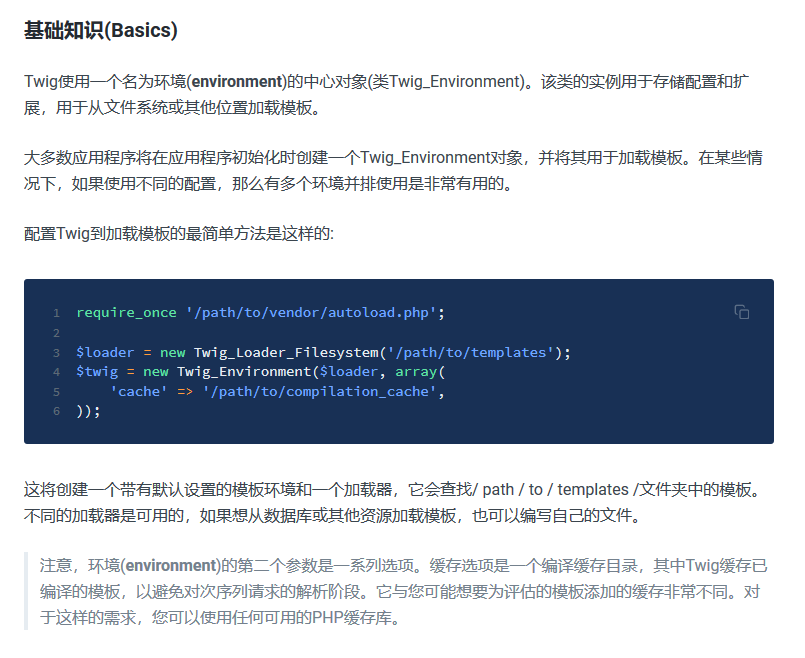 基础知识(Basics)
Twig使用一个名为环境(environment)的中心对象(类Twig_Environment)。该类的实例用于存储配置和扩
展，用于从文件系统或其他位置加载模板。
大多数应用程序将在应用程序初始化时创建一个Twig_Environment对象，并将其用于加载模板。在某些情
况下，如果使用不同的配置，那么有多个环境并排使用是非常有用的。
配置Twig到加载模板的最简单方法是这样的:
1 require_once '/path/to/vendor/autoload.php';
2
3 $loader = new Twig_Loader_Filesystem('/path/to/templates');
4 $twig = new Twig_Environment($loader, array(
5     'cache' => '/path/to/compilation_cache',
6 ));
这将创建一个带有默认设置的模板环境和一个加载器，它会查找/ path / to / templates /文件夹中的模板。
不同的加载器是可用的，如果想从数据库或其他资源加载模板，也可以编写自己的文件。
注意，环境(environment)的第二个参数是一系列选项。缓存选项是一个编译缓存目录，其中Twig缓存已
编译的模板，以避免对次序列请求的解析阶段。它与您可能想要为评估的模板添加的缓存非常不同。对
于这样的需求，您可以使用任何可用的PHP缓存库。